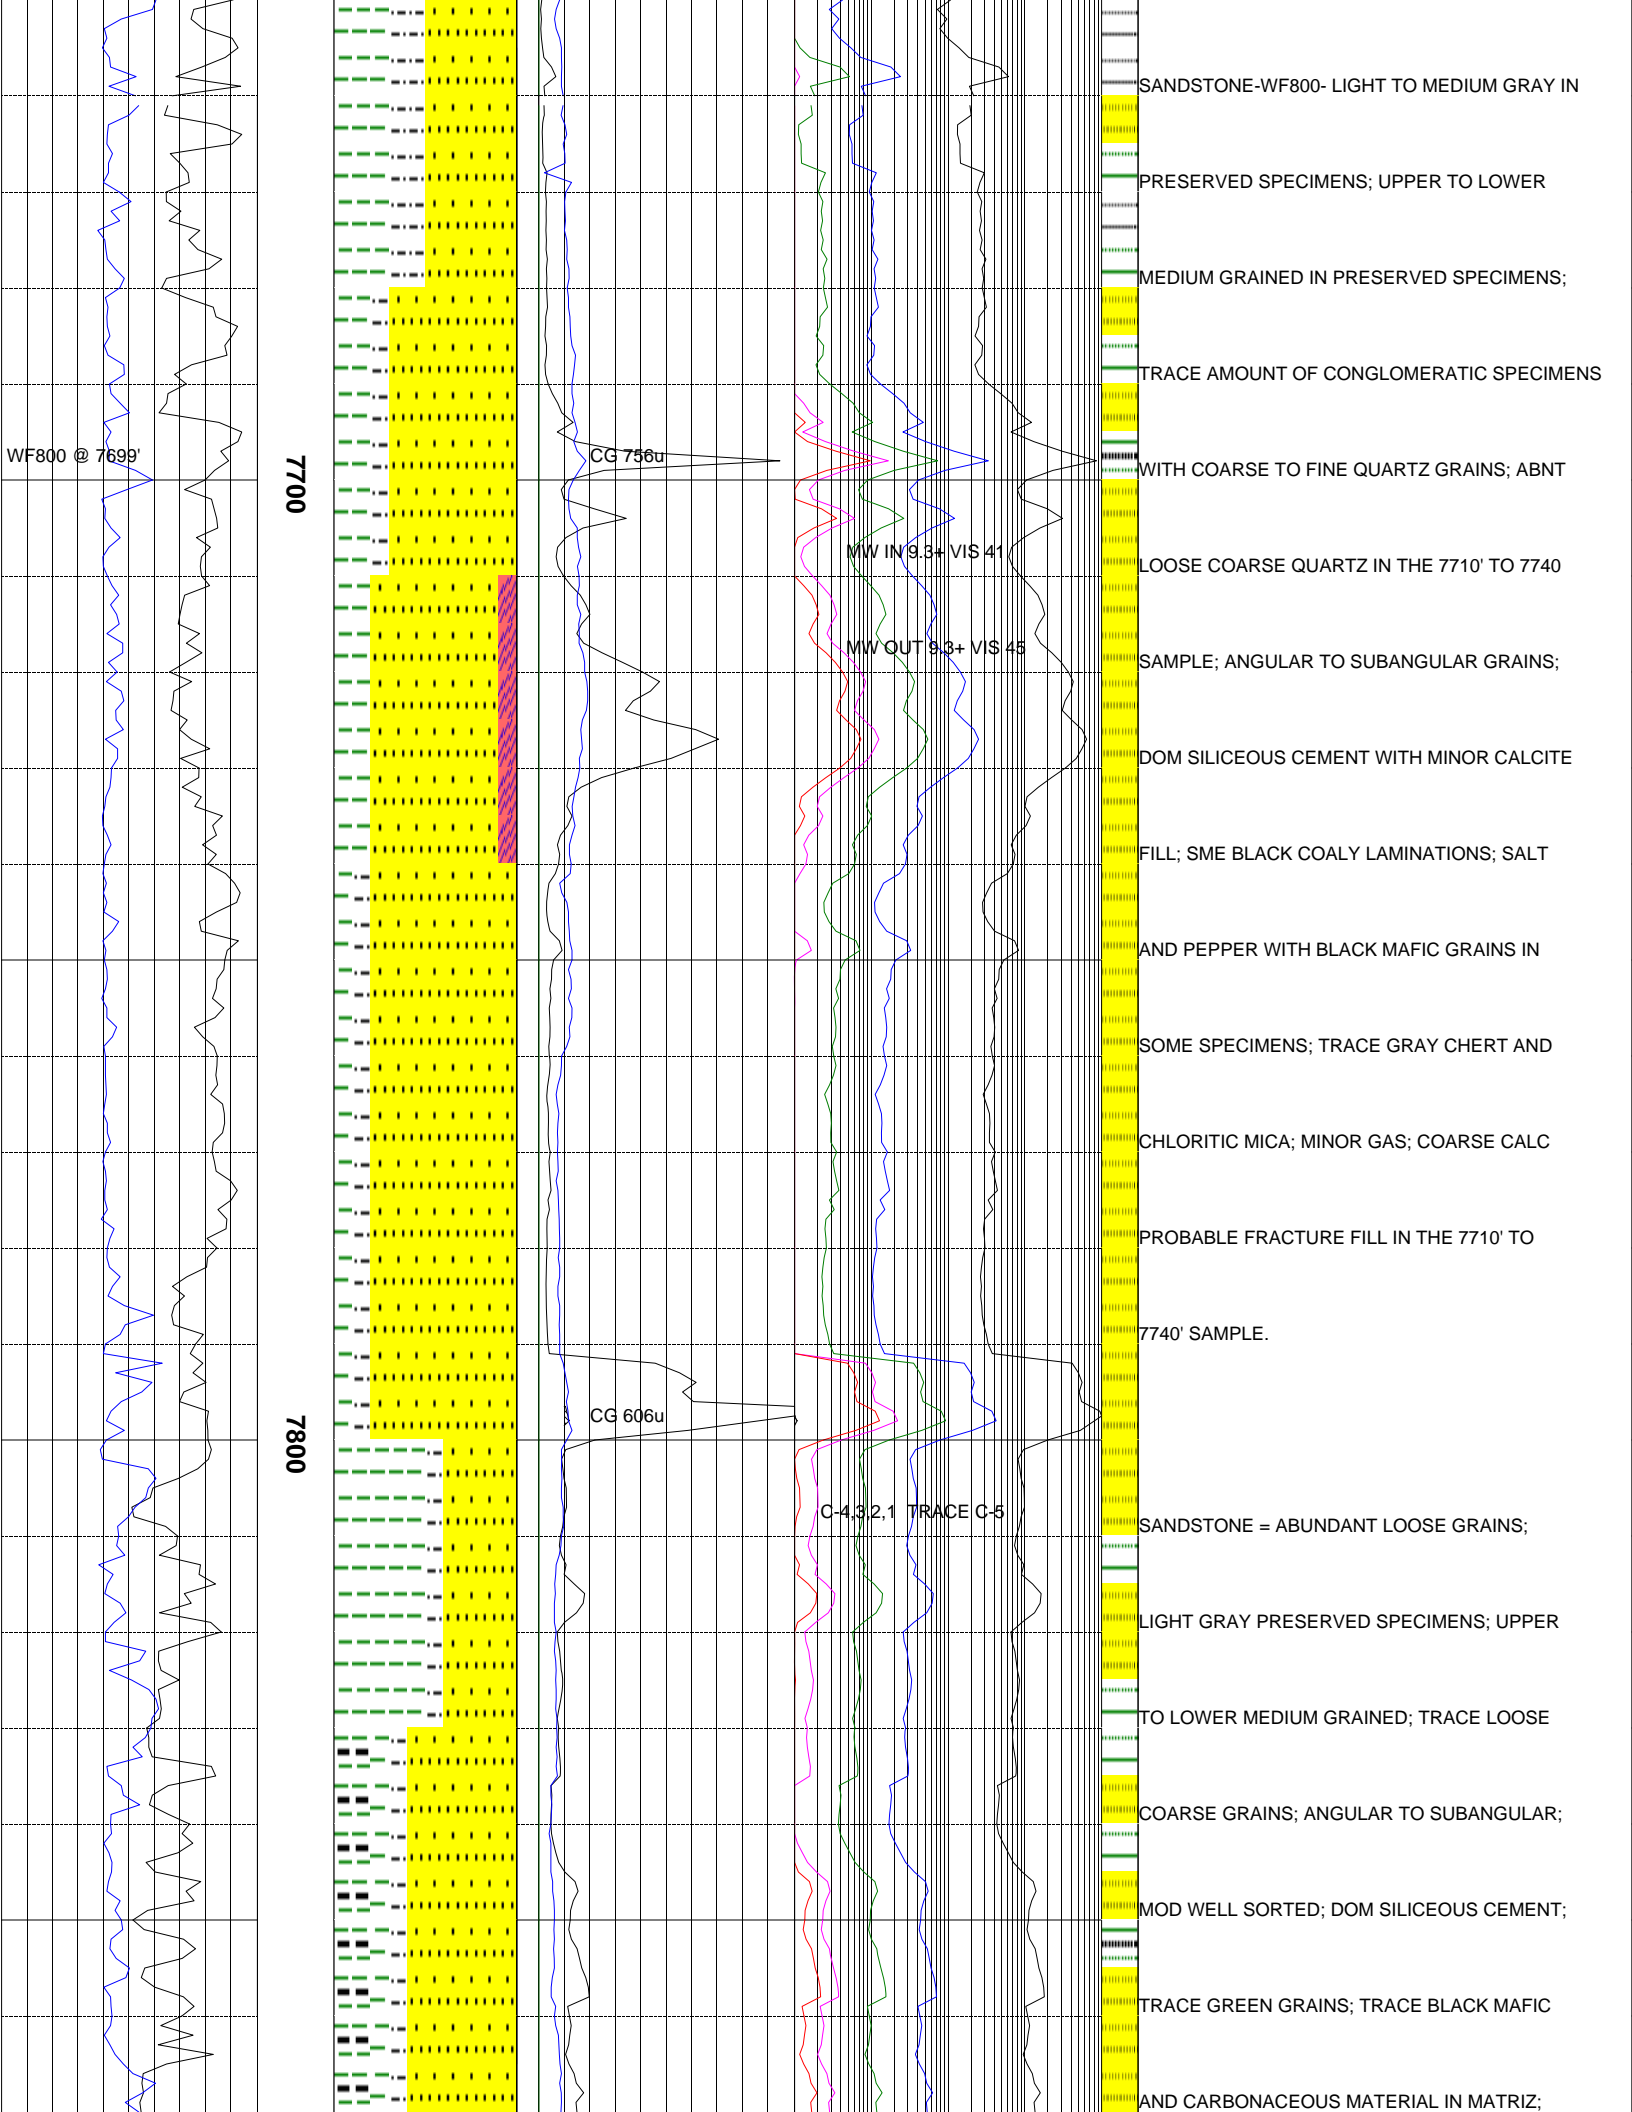 SANDSTONE-WF800- LIGHT TO MEDIUM GRAY IN
PRESERVED SPECIMENS; UPPER TO LOWER
MEDIUM GRAINED IN PRESERVED SPECIMENS;
TRACE AMOUNT OF CONGLOMERATIC SPECIMENS
WF800 @ 7699'
7700
CG 756u
WITH COARSE TO FINE QUARTZ GRAINS; ABNT
MW IN 9.3+ VIS 41
LOOSE COARSE QUARTZ IN THE 7710' TO 7740
MW OUT 9.3+ VIS 45
SAMPLE; ANGULAR TO SUBANGULAR GRAINS;
DOM SILICEOUS CEMENT WITH MINOR CALCITE
FILL; SME BLACK COALY LAMINATIONS; SALT
AND PEPPER WITH BLACK MAFIC GRAINS IN
SOME SPECIMENS; TRACE GRAY CHERT AND
CHLORITIC MICA; MINOR GAS; COARSE CALC
PROBABLE FRACTURE FILL IN THE 7710' TO
7740' SAMPLE.
7800
CG 606u
C-4,3,2,1  TRACE C-5
SANDSTONE = ABUNDANT LOOSE GRAINS;
LIGHT GRAY PRESERVED SPECIMENS; UPPER
TO LOWER MEDIUM GRAINED; TRACE LOOSE
COARSE GRAINS; ANGULAR TO SUBANGULAR;
MOD WELL SORTED; DOM SILICEOUS CEMENT;
TRACE GREEN GRAINS; TRACE BLACK MAFIC
AND CARBONACEOUS MATERIAL IN MATRIZ;